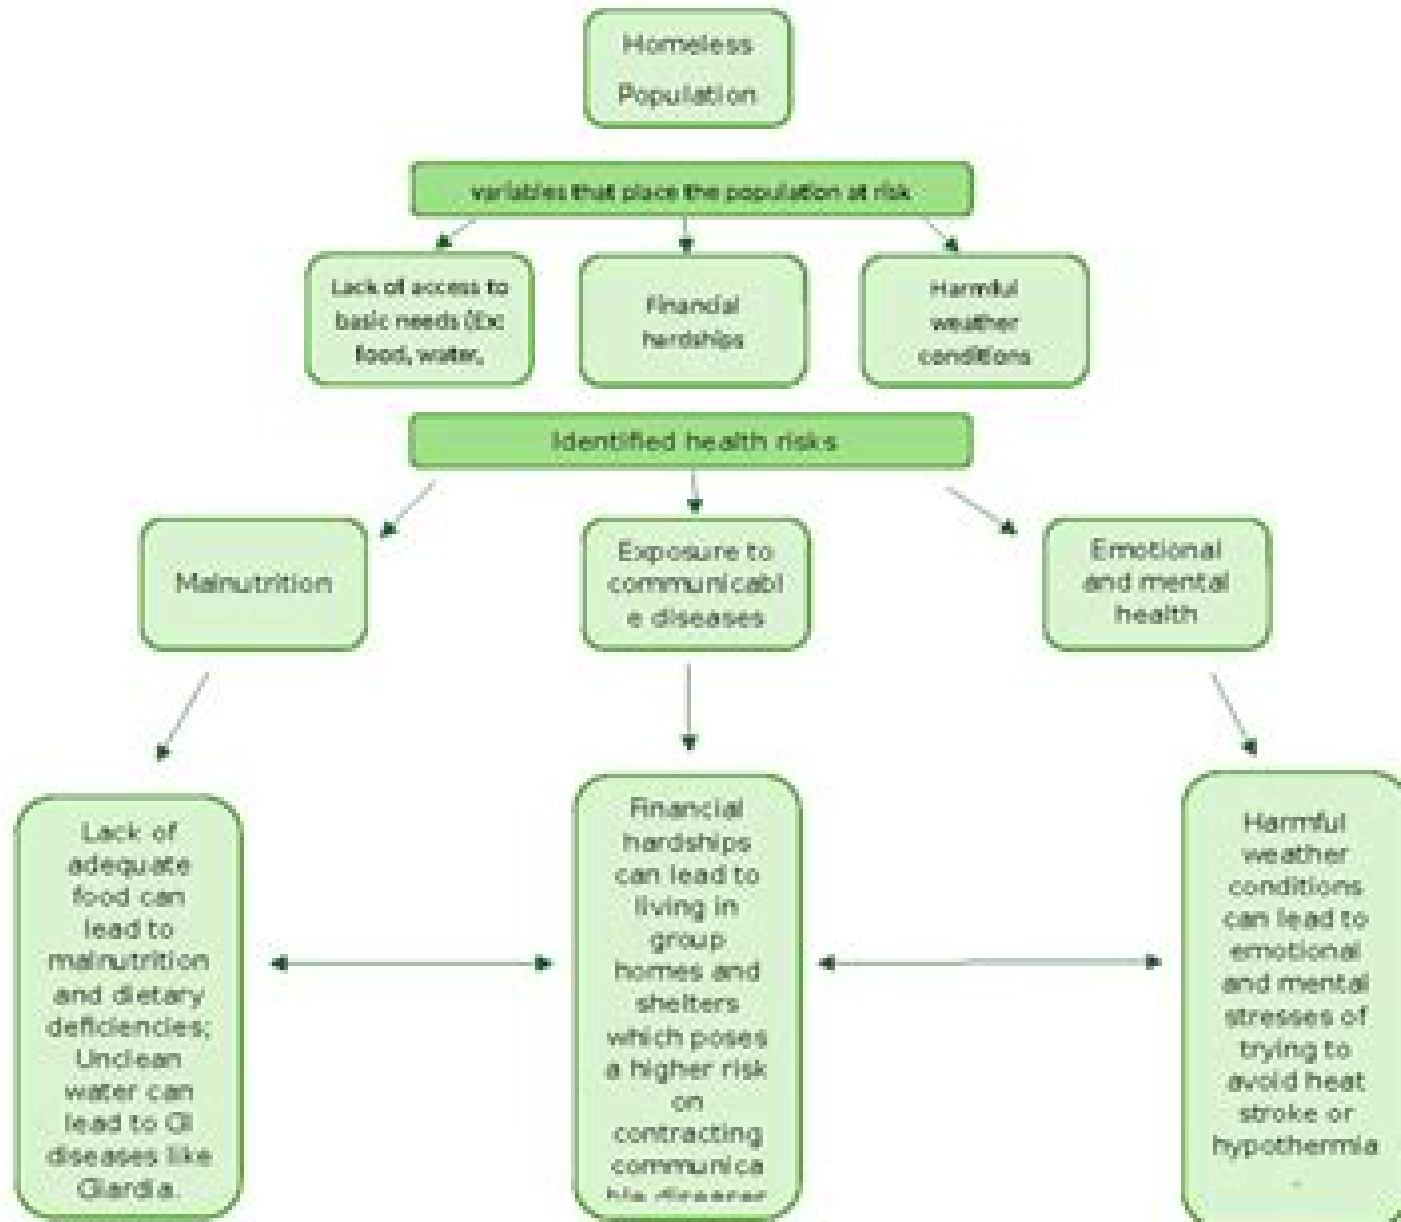 Homeless
Population
variables that place the population at risk
Lack of access to
basic needs (Ex:
food, water,
Financial
hardships
Harmful
weather
conditions
Identified health risks
Malnutrition
Exposure to
communicabl
e diseases
Emotional
and mental
health
Lack of
adequate
food can
lead to
malnutrition
and dietary
deficiencies;
Unclean
water can
lead to GI
diseases like
Giardia.
Financial
hardships
can lead to
living in
group
homes and
shelters
which poses
a higher risk
on
contracting
communica
ble diseases
Harmful
weather
conditions
can lead to
emotional
and mental
stresses of
trying to
avoid heat
stroke or
hypothermia
.